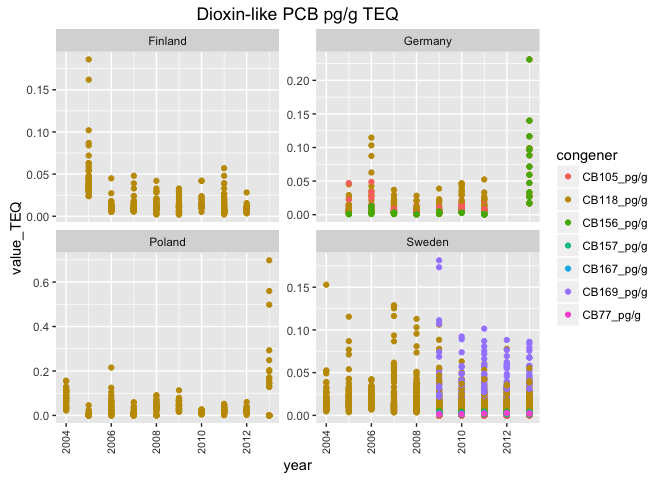 Dioxin-like PCB pg/g TEQ
Finland
Germany
0.15
0.10
0.05
0.00
0.20
0.15
0.10
0.05
0.00
Poland
Sweden
0.6
0.4
0.2
0.0
0.15
0.10
0.05
0.00
2004
2006
2008
2010
2012
2004
2006
2008
2010
2012
year
value_TEQ
congener
CB105_pg/g
CB118_pg/g
CB156_pg/g
CB157_pg/g
CB167_pg/g
CB169_pg/g
CB77_pg/g